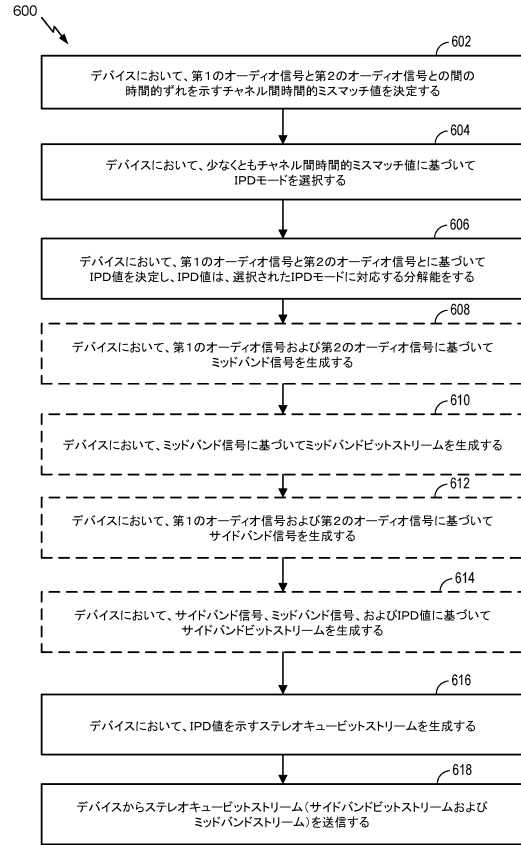 600
602
デバイスにおいて、第1のオーディオ信号と第2のオーディオ信号との間の
時間的ずれを示すチャネル間時間的ミスマッチ値を決定する
604
デバイスにおいて、少なくともチャネル間時間的ミスマッチ値に基づいて
IPDモードを選択する
606
デバイスにおいて、第1のオーディオ信号と第2のオーディオ信号とに基づいて
IPD値を決定し、IPD値は、選択されたIPDモードに対応する分解能をする
608
デバイスにおいて、第1のオーディオ信号および第2のオーディオ信号に基づいて
ミッドバンド信号を生成する
610
デバイスにおいて、ミッドバンド信号に基づいてミッドバンドビットストリームを生成する
612
デバイスにおいて、第1のオーディオ信号および第2のオーディオ信号に基づいて
サイドバンド信号を生成する
614
デバイスにおいて、サイドバンド信号、ミッドバンド信号、およびIPD値に基づいて
サイドバンドビットストリームを生成する
616
デバイスにおいて、IPD値を示すステレオキュービットストリームを生成する
618
デバイスからステレオキュービットストリーム(サイドバンドビットストリームおよび
ミッドバンドストリーム)を送信する